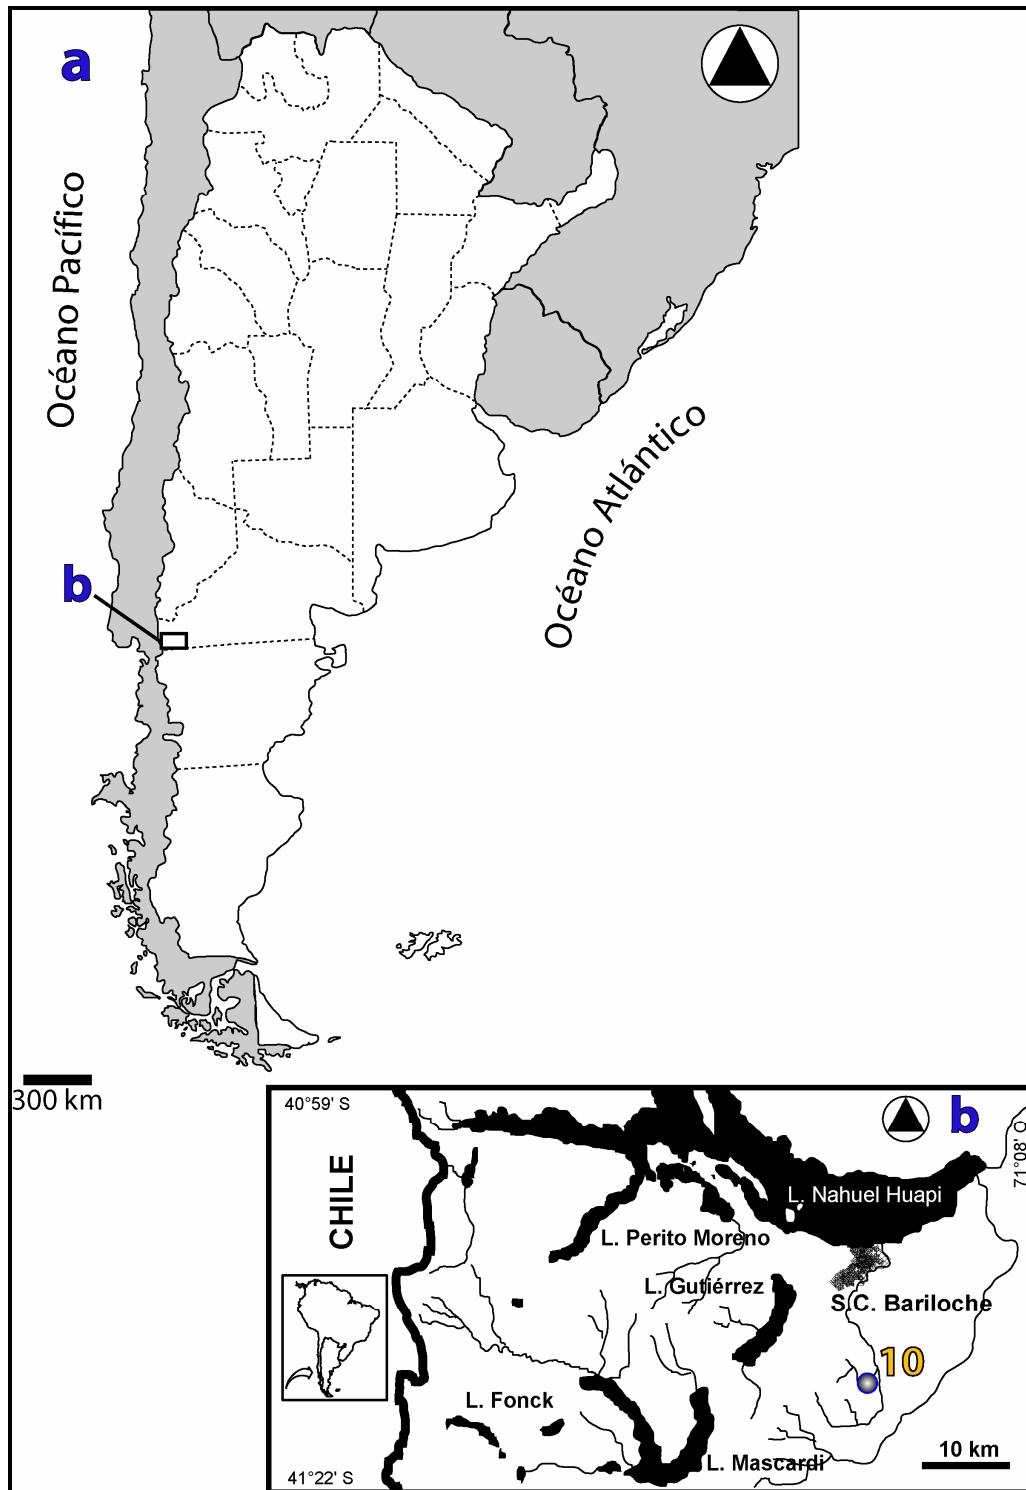 a
Océano Pacífico
Océano Atlántico
b
300 km
40°59' S
b
71°08' O
CHILE
L. Nahuel Huapi
L. Perito Moreno
L. Gutiérrez
S.C. Bariloche
10
L. Fonck
L. Mascardi
10 km
41°22' S